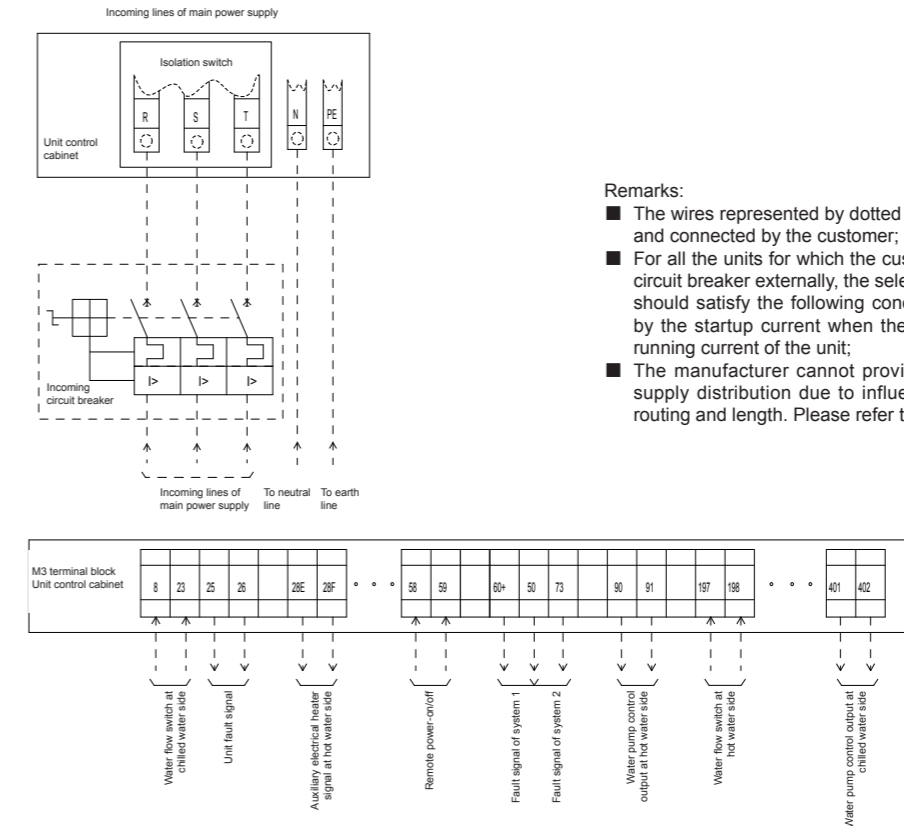 Incoming lines of main power supply
Isolation switch
R
S
T
N
PE
Unit control
cabinet
Incoming
circuit breaker
I>
I>
I>
Incoming lines of
main power supply
To neutral
line
To earth
line
Remarks:
■ The wires represented by dotted
and connected by the customer;
■ For all the units for which the cus
circuit breaker externally, the sele
should satisfy the following cond
by the startup current when the
running current of the unit;
■ The manufacturer cannot provi
supply distribution due to influe
routing and length. Please refer t
M3 terminal block
Unit control cabinet
8
23
25
26
28E
28F
58
59
60+
50
73
90
91
197
198
401
402
Water flow switch at
chilled water side
Unit fault signal
Auxiliary electrical heater
signal at hot water side
Remote power-on/off
Fault signal of system 1
Fault signal of system 2
Water pump control
output at hot water side
Water flow switch at
hot water side
Water pump control output at
chilled water side